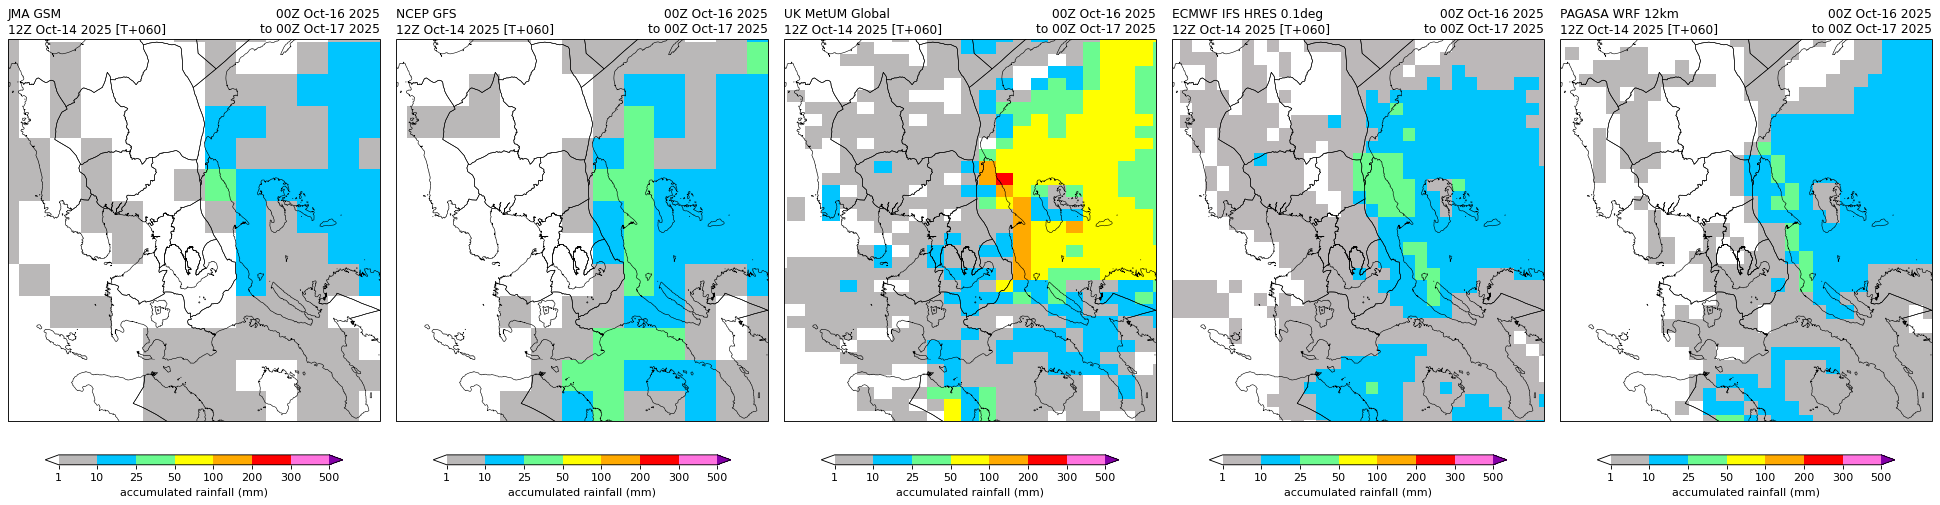 JMA GSM 00Z Oct-16 2025
12Z Oct-14 2025 [T+060] to 00Z Oct-17 2025
1 10 25 50 100 200 300 500
accumulated rainfall (mm)
NCEP GFS 00Z Oct-16 2025
12Z Oct-14 2025 [T+060] to 00Z Oct-17 2025
1 10 25 50 100 200 300 500
accumulated rainfall (mm)
UK MetUM Global 00Z Oct-16 2025
12Z Oct-14 2025 [T+060] to 00Z Oct-17 2025
1 10 25 50 100 200 300 500
accumulated rainfall (mm)
ECMWF IFS HRES 0.1deg 00Z Oct-16 2025
12Z Oct-14 2025 [T+060] to 00Z Oct-17 2025
1 10 25 50 100 200 300 500
accumulated rainfall (mm)
PAGASA WRF 12km 00Z Oct-16 2025
12Z Oct-14 2025 [T+060] to 00Z Oct-17 2025
1 10 25 50 100 200 300 500
accumulated rainfall (mm)